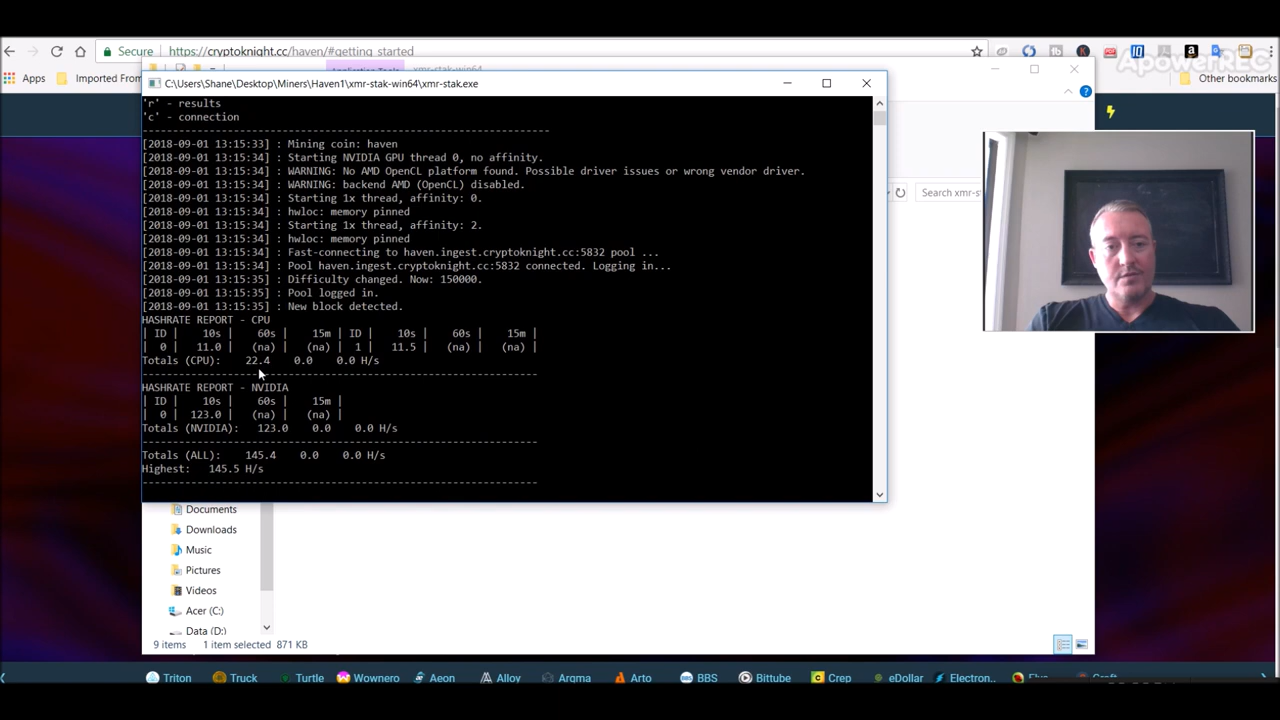 Secure https://cryptoknight.cc/haven/#getting_started
ApowerREC
Apps Imported From Other bookmarks
Application Tools xmr-stak-win64
C:\Users\Shane\Desktop\Miners\Haven1\xmr-stak-win64\xmr-stak.exe
'r' - results
'c' - connection
-------------------------------------------------------------------
[2018-09-01 13:15:33] : Mining coin: haven
[2018-09-01 13:15:34] : Starting NVIDIA GPU thread 0, no affinity.
[2018-09-01 13:15:34] : WARNING: No AMD OpenCL platform found. Possible driver issues or wrong vendor driver.
[2018-09-01 13:15:34] : WARNING: backend AMD (OpenCL) disabled.
[2018-09-01 13:15:34] : Starting 1x thread, affinity: 0.
[2018-09-01 13:15:34] : hwloc: memory pinned
[2018-09-01 13:15:34] : Starting 1x thread, affinity: 2.
[2018-09-01 13:15:34] : hwloc: memory pinned
[2018-09-01 13:15:34] : Fast-connecting to haven.ingest.cryptoknight.cc:5832 pool ...
[2018-09-01 13:15:34] : Pool haven.ingest.cryptoknight.cc:5832 connected. Logging in...
[2018-09-01 13:15:35] : Difficulty changed. Now: 150000.
[2018-09-01 13:15:35] : Pool logged in.
[2018-09-01 13:15:35] : New block detected.
HASHRATE REPORT - CPU
| ID | 10s | 60s | 15m | ID | 10s | 60s | 15m |
| 0 | 11.0 | (na) | (na) | 1 | 11.5 | (na) | (na) |
Totals (CPU): 22.4 0.0 0.0 H/s
-----------------------------------------------------------------
HASHRATE REPORT - NVIDIA
| ID | 10s | 60s | 15m |
| 0 | 123.0 | (na) | (na) |
Totals (NVIDIA): 123.0 0.0 0.0 H/s
-----------------------------------------------------------------
Totals (ALL): 145.4 0.0 0.0 H/s
Highest: 145.5 H/s
-----------------------------------------------------------------
Search xmr-st
Documents
Downloads
Music
Pictures
Videos
Acer (C:)
Data (D:)
9 items 1 item selected 871 KB
Triton Truck Turtle Wownero Aeon Alloy Arqma Arto BBS Bittube Crep eDollar Electron..